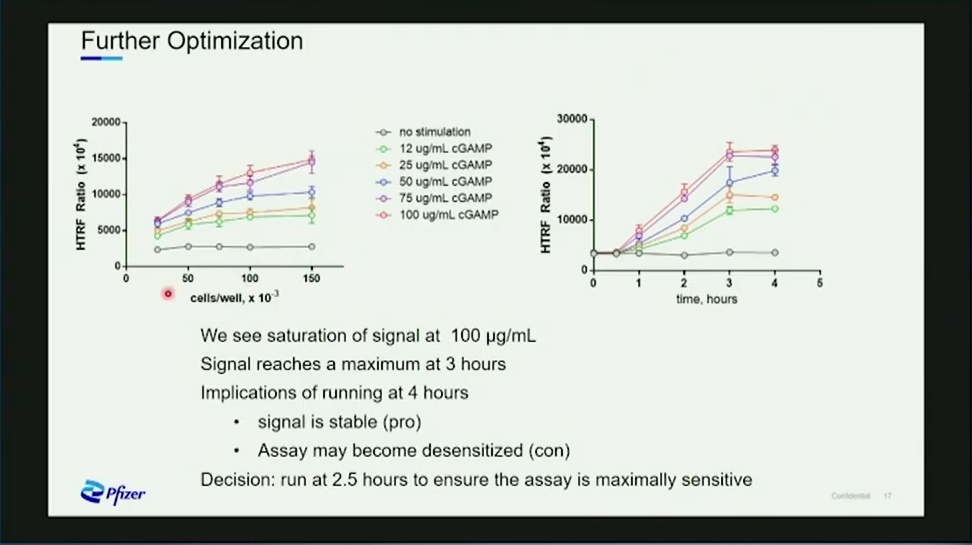 Further Optimization
HTRF Ratio (x 10⁴)
20000
15000
10000
5000
0
0 50 100 150
cells/well, x 10⁻³
no stimulation
12 ug/mL cGAMP
25 ug/mL cGAMP
50 ug/mL cGAMP
75 ug/mL cGAMP
100 ug/mL cGAMP
HTRF Ratio (x 10⁴)
30000
20000
10000
0
0 1 2 3 4 5
time, hours
We see saturation of signal at 100 µg/mL
Signal reaches a maximum at 3 hours
Implications of running at 4 hours
• signal is stable (pro)
• Assay may become desensitized (con)
Decision: run at 2.5 hours to ensure the assay is maximally sensitive
Pfizer
Confidential 17